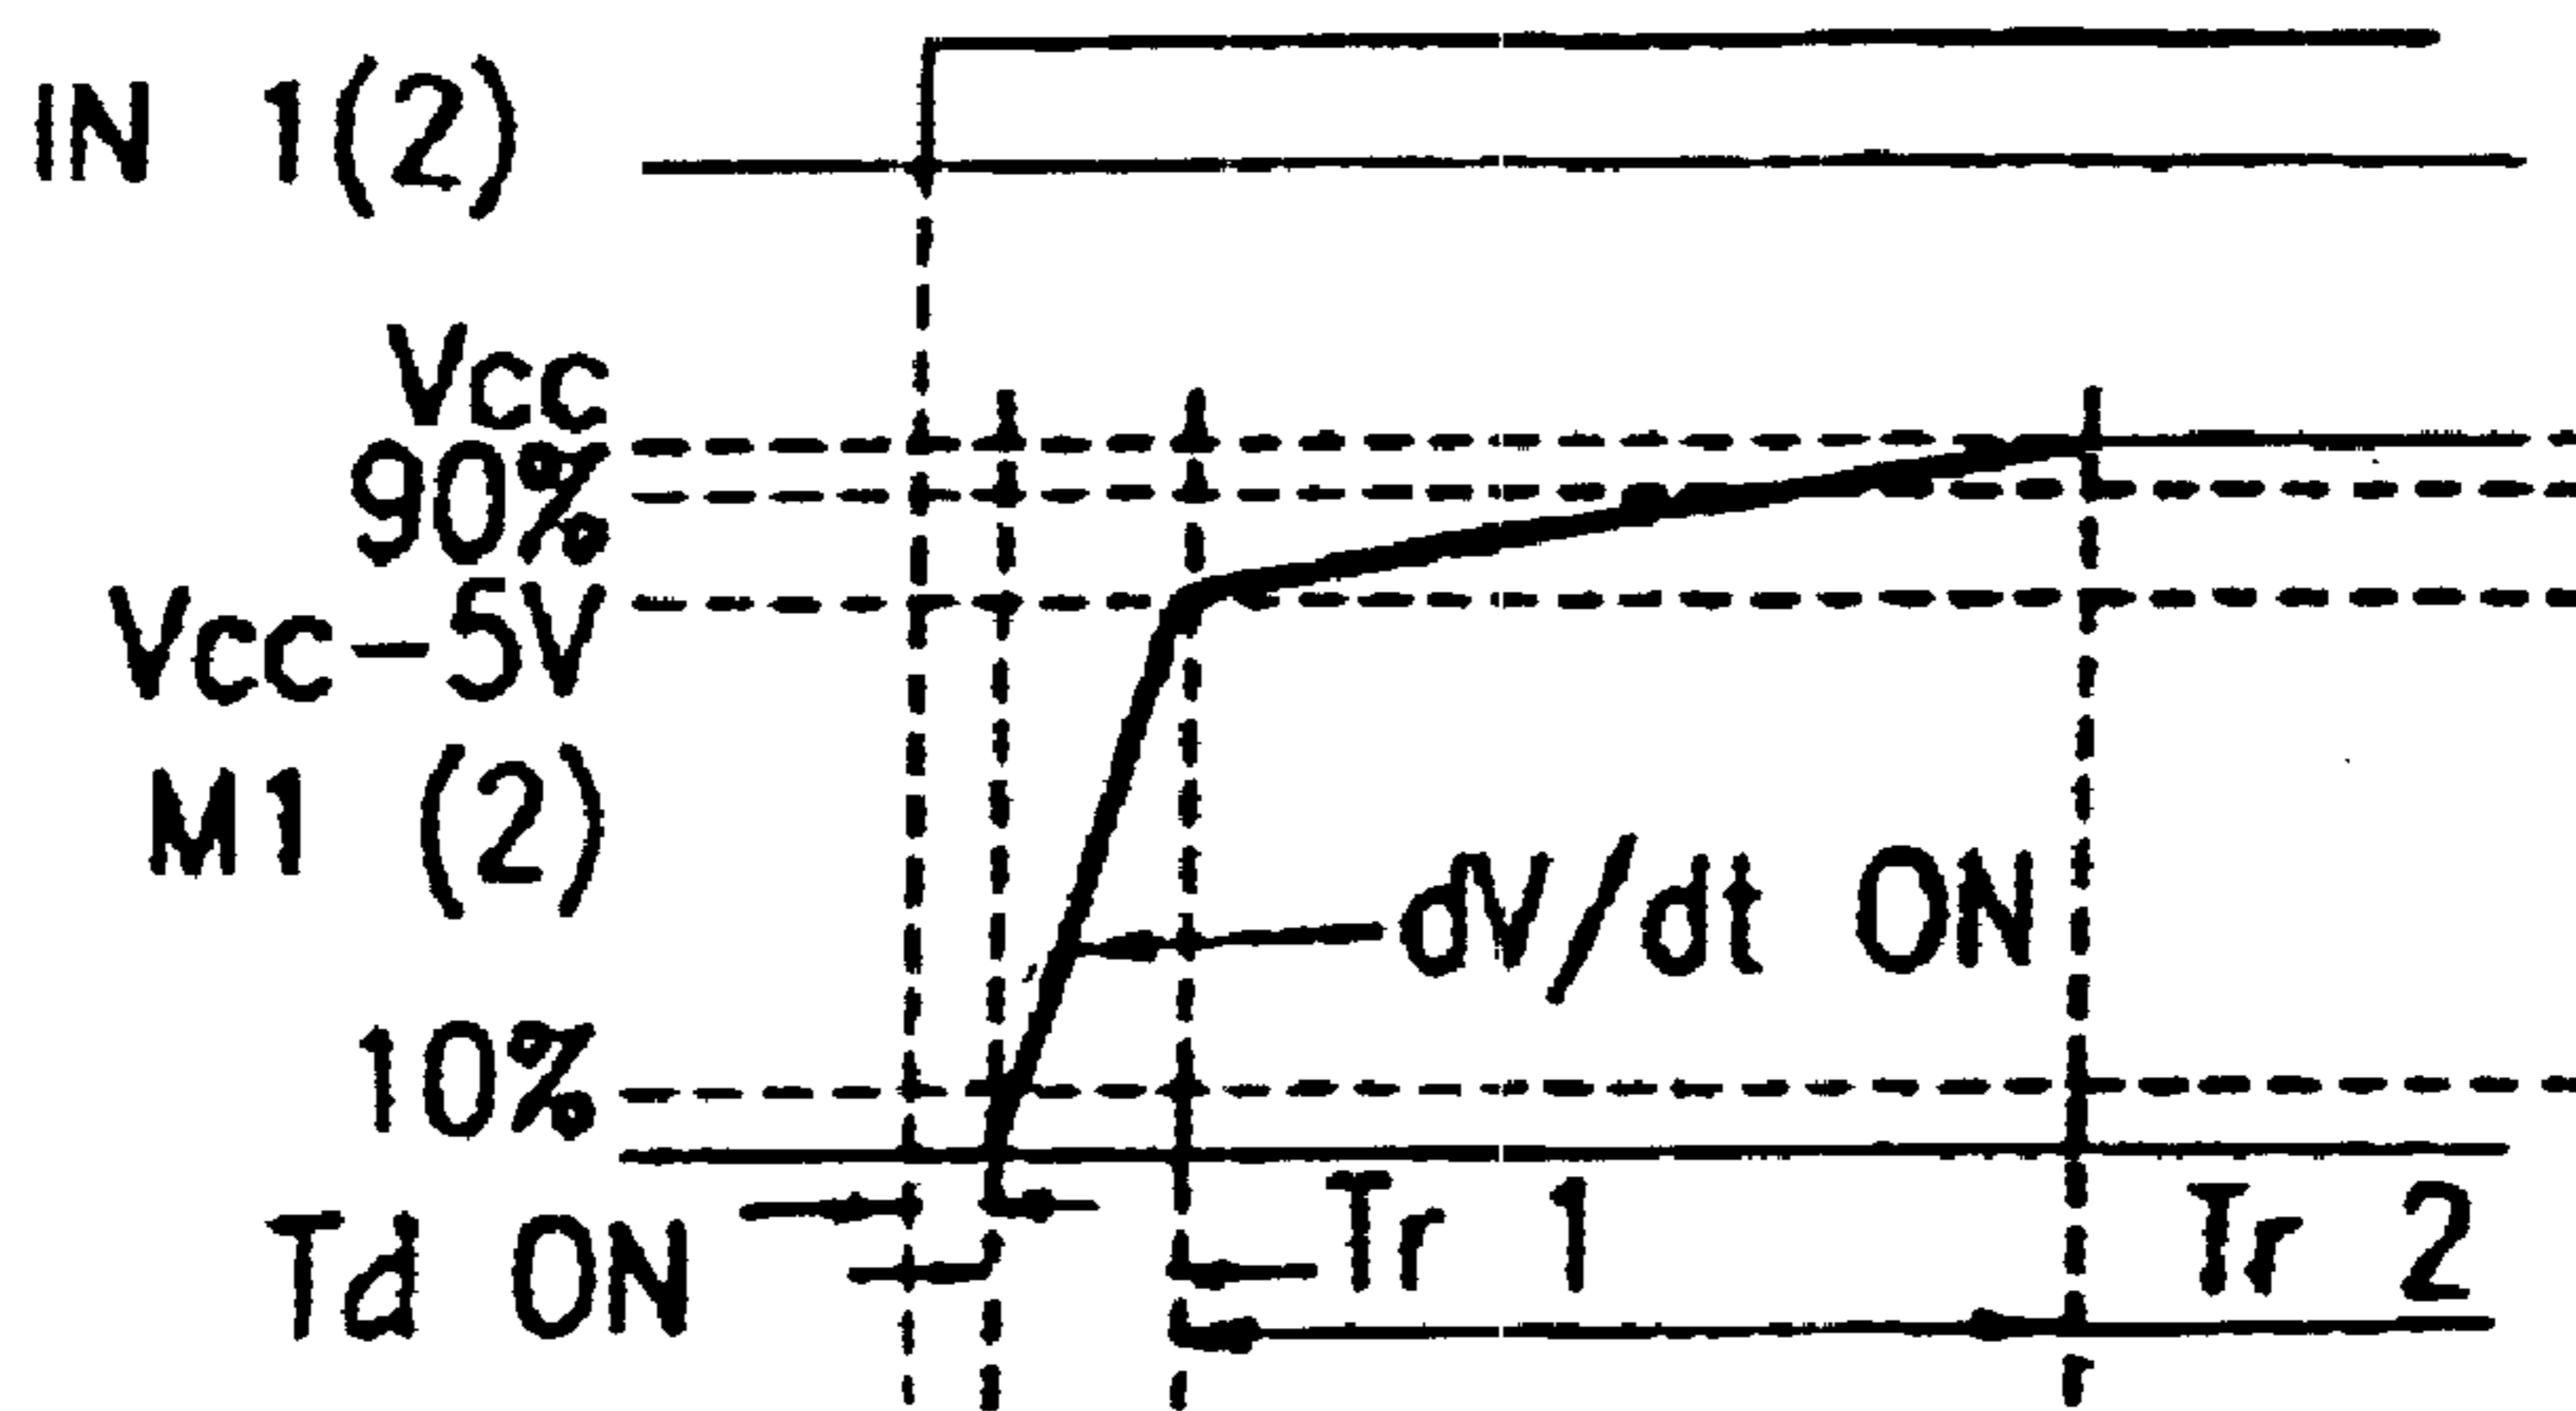 IN 1(2)
Vcc
90%
Vcc-5V
M1 (2)
dV/dt ON
10%
Td ON
Tr 1
Tr 2